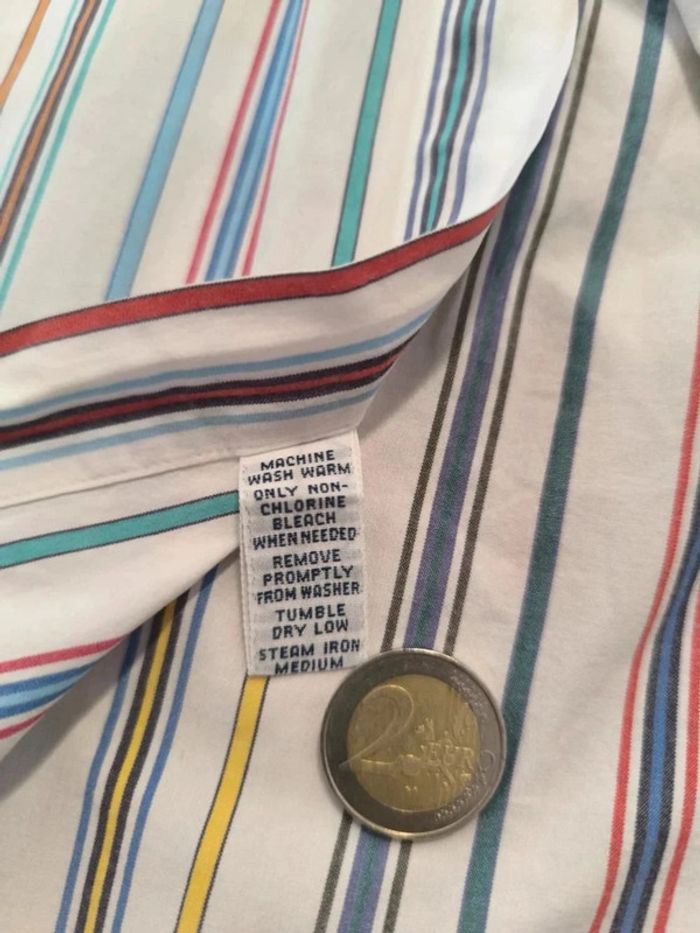 MACHINE
WASH WARM
ONLY NON-
CHLORINE
BLEACH
WHEN NEEDED
REMOVE
PROMPTLY
FROM WASHER
TUMBLE
DRY LOW
STEAM IRON
MEDIUM
2 EURO